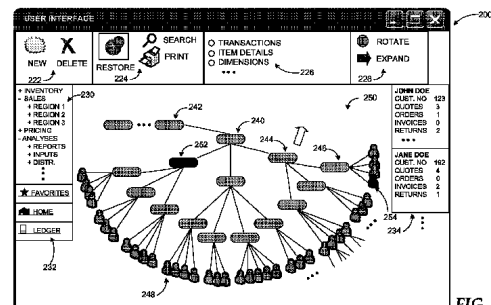 USER INTERFACE
200
NEW DELETE
222
RESTORE
SEARCH
PRINT
224
TRANSACTIONS
ITEM DETAILS
DIMENSIONS
226
ROTATE
EXPAND
228
+ INVENTORY
- SALES
+ REGION 1
+ REGION 2
+ REGION 3
+ PRICING
- ANALYSES
+ REPORTS
+ INPUTS
+ DISTR.
230
FAVORITES
HOME
LEDGER
232
242
240
252
244
246
250
248
254
JOHN DOE
CUST. NO 123
QUOTES 3
ORDERS 1
INVOICES 0
RETURNS 2
JANE DOE
CUST. NO 192
QUOTES 4
ORDERS 0
INVOICES 2
RETURNS 1
234
FIG